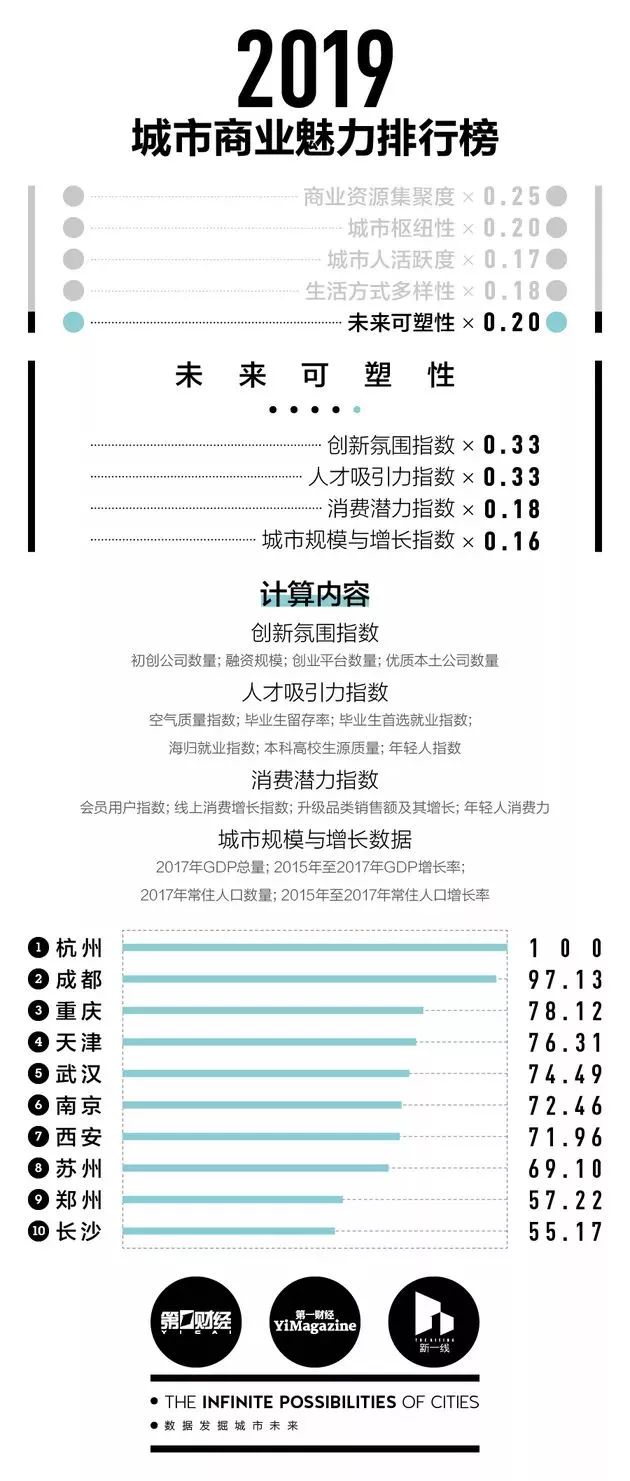 2019
城市商业魅力排行榜
商业资源集聚度 × 0.25
城市枢纽性 × 0.20
城市人活跃度 × 0.17
生活方式多样性 × 0.18
未来可塑性 × 0.20
未来可塑性
创新氛围指数 × 0.33
人才吸引力指数 × 0.33
消费潜力指数 × 0.18
城市规模与增长指数 × 0.16
计算内容
创新氛围指数
初创公司数量; 融资规模; 创业平台数量; 优质本土公司数量
人才吸引力指数
空气质量指数; 毕业生留存率; 毕业生首选就业指数;
海归就业指数; 本科高校生源质量; 年轻人指数
消费潜力指数
会员用户指数; 线上消费增长指数; 升级品类销售额及其增长; 年轻人消费力
城市规模与增长数据
2017年GDP总量; 2015年至2017年GDP增长率;
2017年常住人口数量; 2015年至2017年常住人口增长率
1 杭州 100
2 成都 97.13
3 重庆 78.12
4 天津 76.31
5 武汉 74.49
6 南京 72.46
7 西安 71.96
8 苏州 69.10
9 郑州 57.22
10 长沙 55.17
第一财经
YICAI
第一财经
YiMagazine
THE RISING
新一线
THE INFINITE POSSIBILITIES OF CITIES
数据发掘城市未来